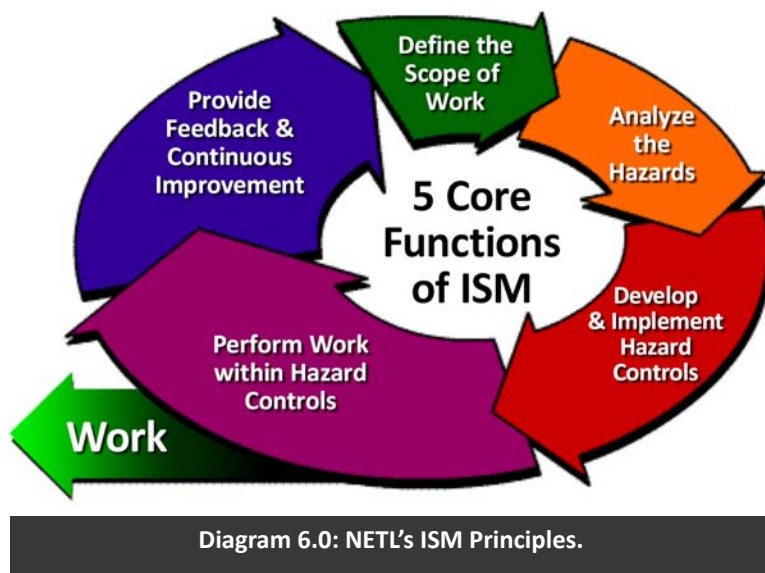 Define the
Scope of
Work
Analyze
the
Hazards
Develop
& Implement
Hazard
Controls
Perform Work
within Hazard
Controls
Provide
Feedback &
Continuous
Improvement
5 Core
Functions
of ISM
Work
Diagram 6.0: NETL’s ISM Principles.